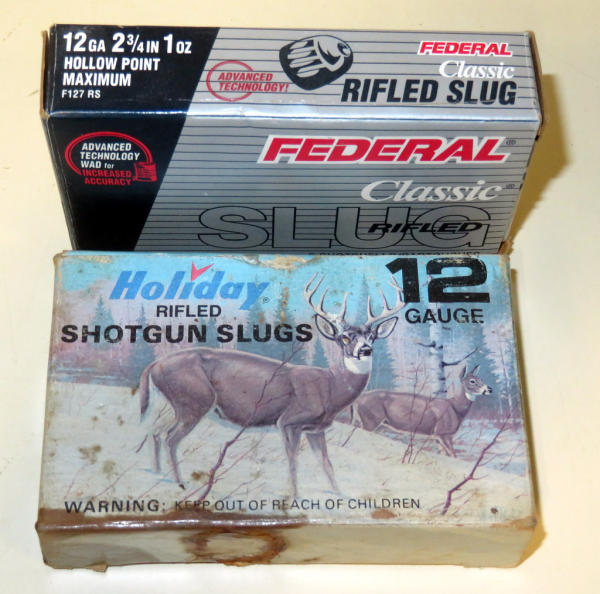 12 GA 2 3/4 IN 1 OZ
HOLLOW POINT
MAXIMUM
F127 RS
ADVANCED
TECHNOLOGY!
FEDERAL
Classic
RIFLED SLUG
ADVANCED
TECHNOLOGY
WAD for
INCREASED
ACCURACY
FEDERAL®
Classic®
SLUG
RIFLED
Holiday®
RIFLED
SHOTGUN SLUGS
12
GAUGE
WARNING: KEEP OUT OF REACH OF CHILDREN